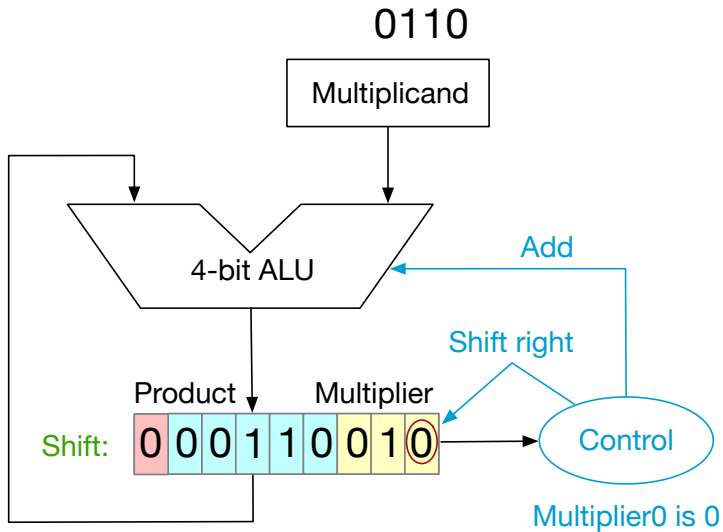 0110
Multiplicand
4-bit ALU
Add
Shift right
Product
Multiplier
Shift:
0 0 0 1 1 0 0 1 0
Control
Multiplier0 is 0